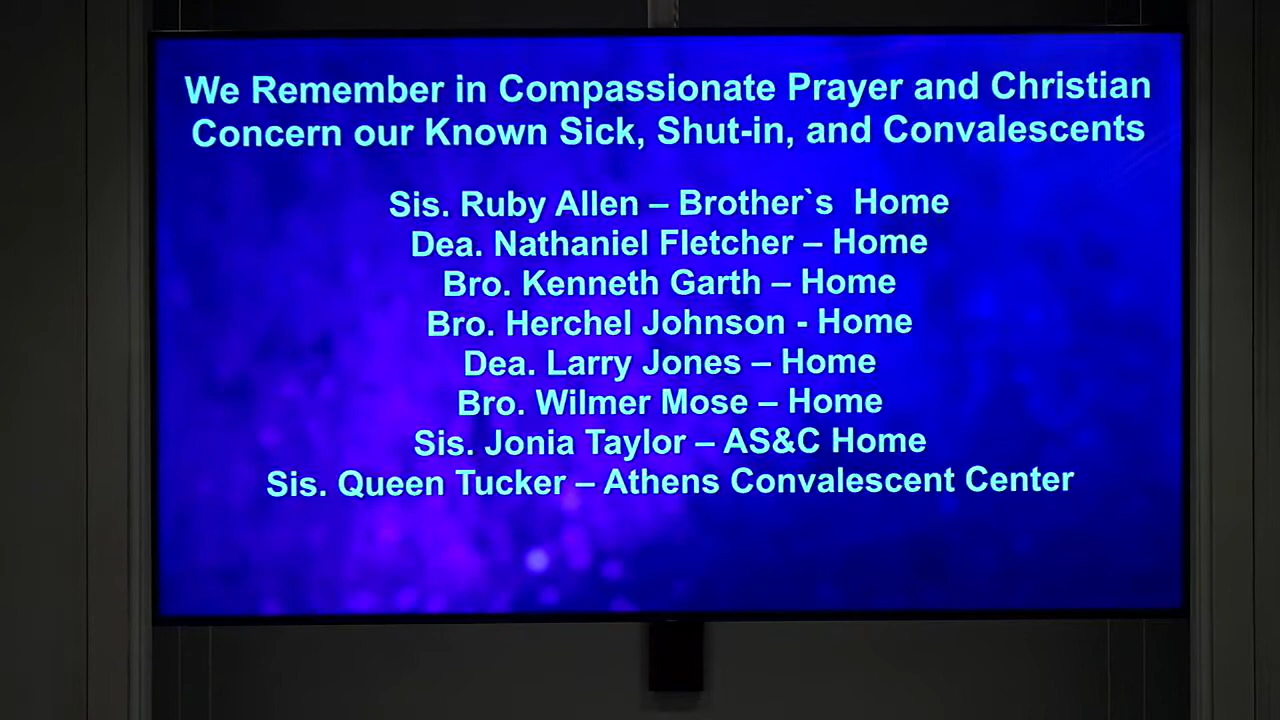 We Remember in Compassionate Prayer and Christian
Concern our Known Sick, Shut-in, and Convalescents
Sis. Ruby Allen – Brother`s  Home
Dea. Nathaniel Fletcher – Home
Bro. Kenneth Garth – Home
Bro. Herchel Johnson - Home
Dea. Larry Jones – Home
Bro. Wilmer Mose – Home
Sis. Jonia Taylor – AS&C Home
Sis. Queen Tucker – Athens Convalescent Center